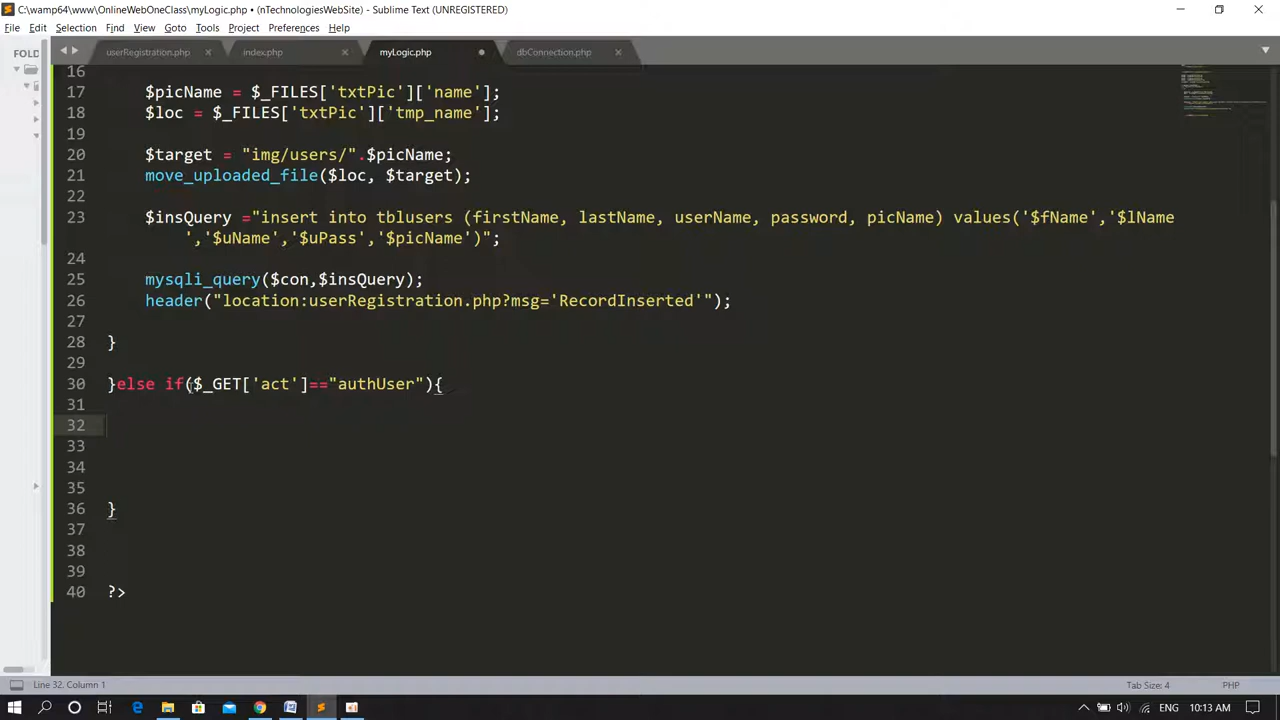 C:\wamp64\www\OnlineWebOneClass\myLogic.php • (nTechnologiesWebSite) - Sublime Text (UNREGISTERED)
File Edit Selection Find View Goto Tools Project Preferences Help
FOLD
userRegistration.php index.php myLogic.php dbConnection.php
16
17 $picName = $_FILES['txtPic']['name'];
18 $loc = $_FILES['txtPic']['tmp_name'];
19
20 $target = "img/users/".$picName;
21 move_uploaded_file($loc, $target);
22
23 $insQuery ="insert into tblusers (firstName, lastName, userName, password, picName) values('$fName','$lName
','$uName','$uPass','$picName')";
24
25 mysqli_query($con,$insQuery);
26 header("location:userRegistration.php?msg='RecordInserted'");
27
28 }
29
30 }else if($_GET['act']=="authUser"){
31
32
33
34
35
36 }
37
38
39
40 ?>
Line 32, Column 1 Tab Size: 4 PHP
ENG 10:13 AM